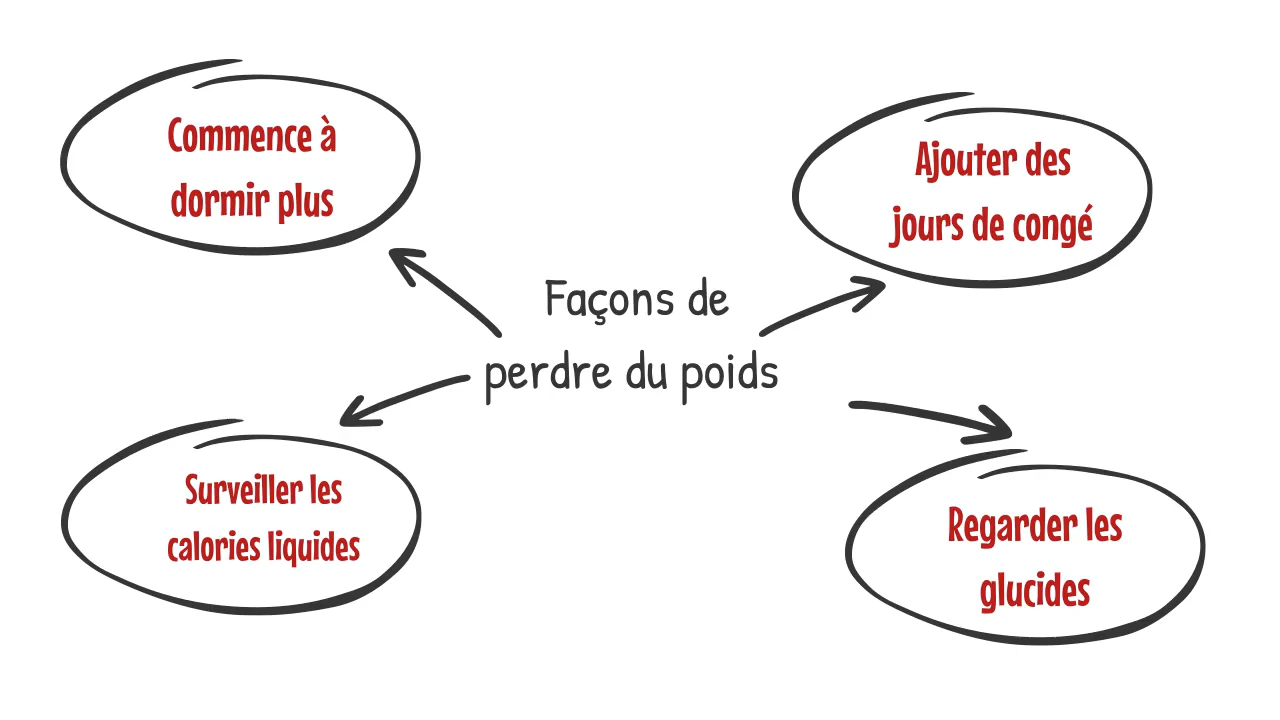 Commence à
dormir plus
Ajouter des
jours de congé
Façons de
perdre du poids
Surveiller les
calories liquides
Regarder les
glucides